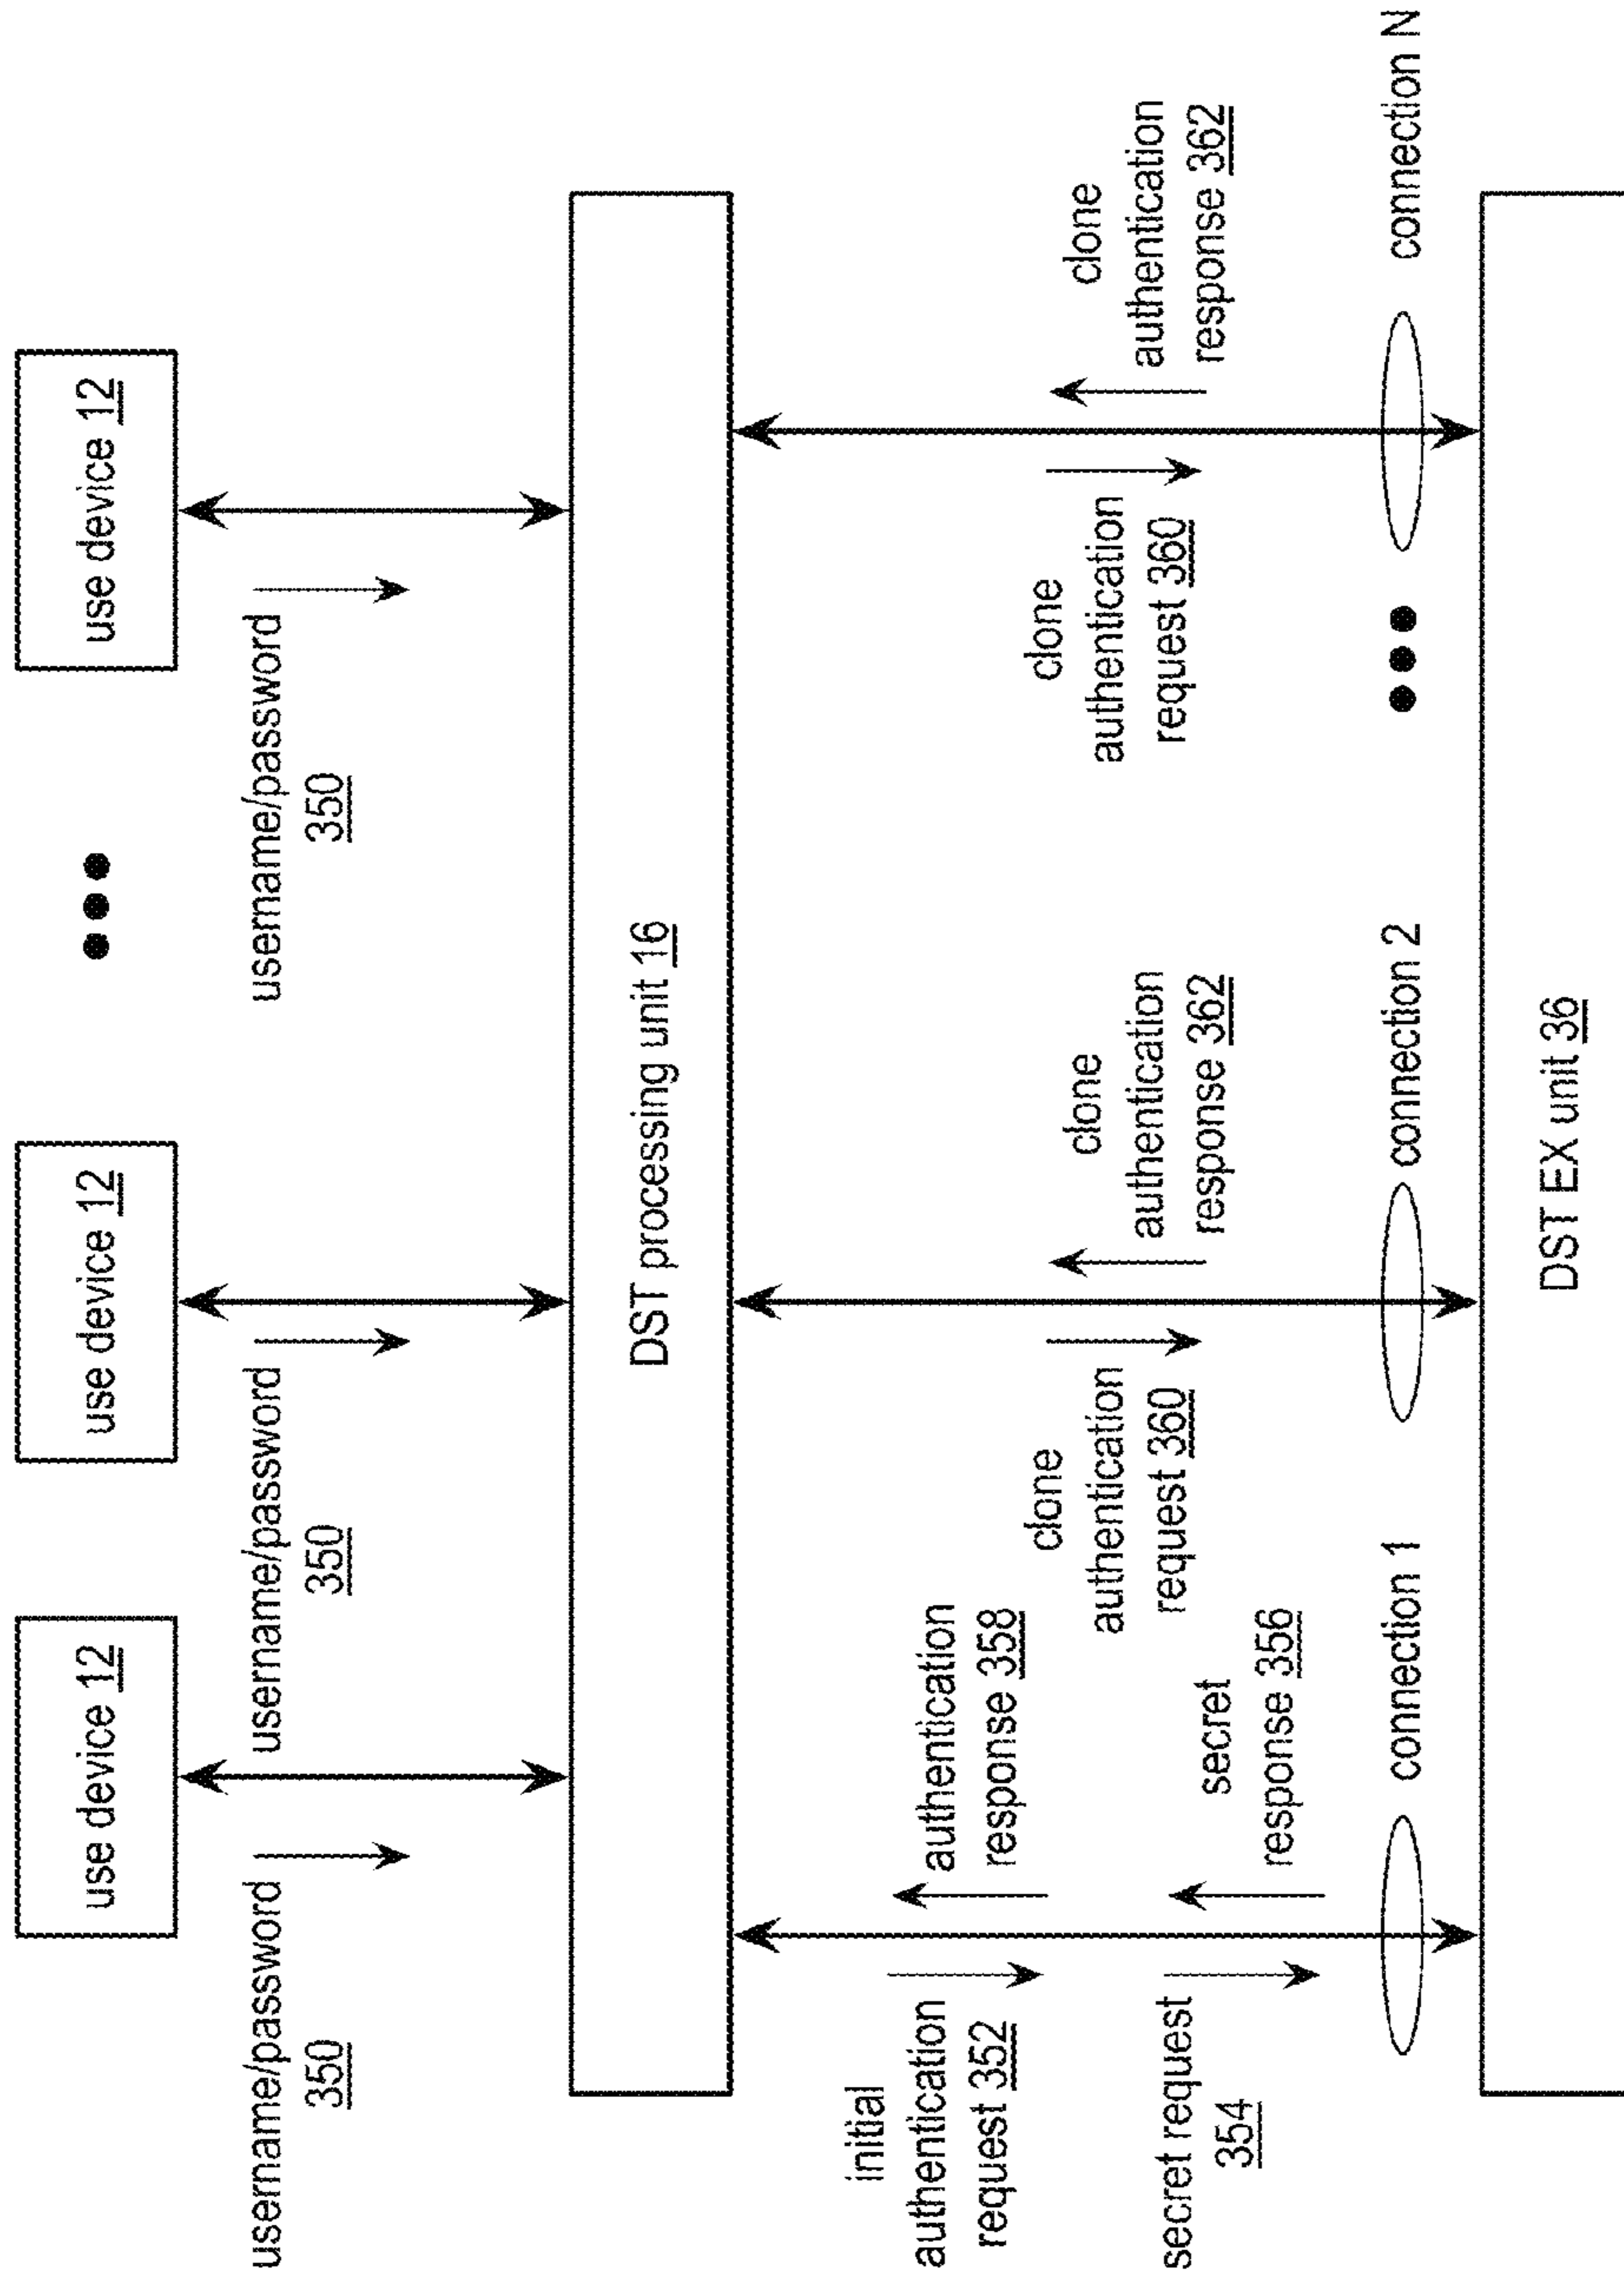 use device 12
use device 12
use device 12
username/password
350
username/password
350
username/password
350
DST processing unit 16
initial
authentication
request 352
authentication
response 358
secret request
354
secret
response 356
clone
authentication
request 360
clone
authentication
response 362
clone
authentication
request 360
clone
authentication
response 362
connection 1
connection 2
connection N
DST EX unit 36